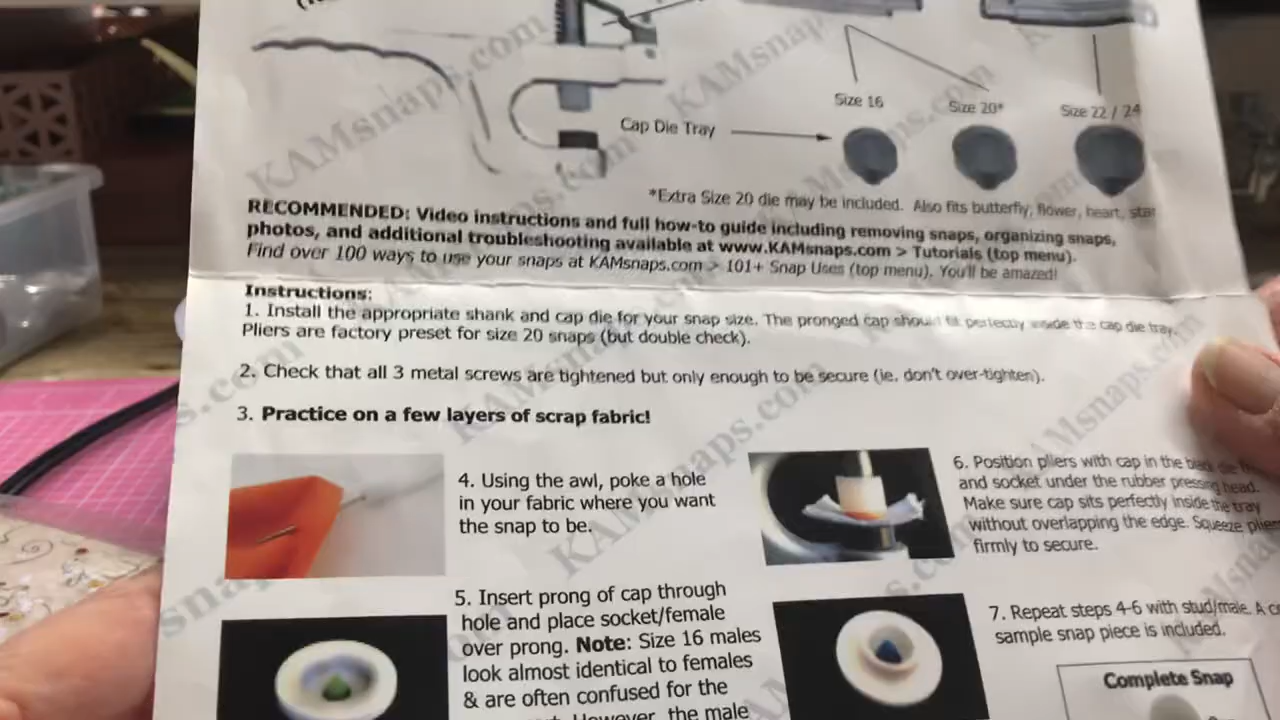 Size 16
Size 20*
Size 22 / 24
Cap Die Tray
*Extra Size 20 die may be included. Also fits butterfly, flower, heart, star
RECOMMENDED: Video instructions and full how-to guide including removing snaps, organizing snaps,
photos, and additional troubleshooting available at www.KAMsnaps.com > Tutorials (top menu).
Find over 100 ways to use your snaps at KAMsnaps.com > 101+ Snap Uses (top menu). You'll be amazed!
Instructions:
1. Install the appropriate shank and cap die for your snap size. The pronged cap should fit perfectly inside the cap die tray.
Pliers are factory preset for size 20 snaps (but double check).
2. Check that all 3 metal screws are tightened but only enough to be secure (ie. don't over-tighten).
3. Practice on a few layers of scrap fabric!
4. Using the awl, poke a hole
in your fabric where you want
the snap to be.
5. Insert prong of cap through
hole and place socket/female
over prong. Note: Size 16 males
look almost identical to females
& are often confused for the
However, the male
6. Position pliers with cap in the black die
and socket under the rubber pressing head.
Make sure cap sits perfectly inside the tray
without overlapping the edge. Squeeze
firmly to secure.
7. Repeat steps 4-6 with stud/male. A
sample snap piece is included.
Complete Snap
KAMsnaps.com